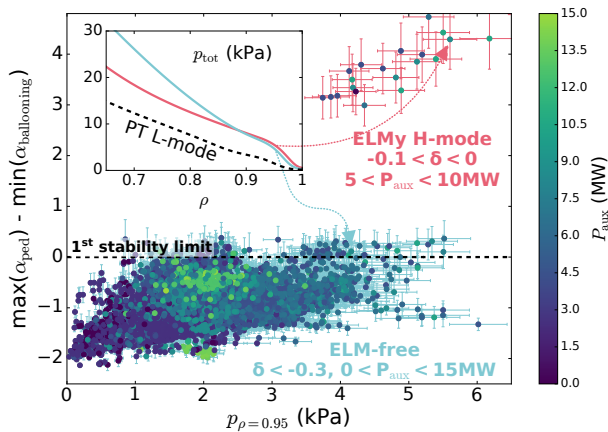 max(α_ped) - min(α_ballooning)
4
3
2
1
0
−1
−2
30
20
10
0
p_tot (kPa)
PT L-mode
0.7
0.8
0.9
1
ρ
ELMy H-mode
-0.1 < δ < 0
5 < P_aux < 10MW
1st stability limit
ELM-free
δ < -0.3, 0 < P_aux < 15MW
0
1
2
3
4
5
6
p_ρ=0.95 (kPa)
15.0
13.5
12.0
10.5
9.0
7.5
6.0
4.5
3.0
1.5
0.0
P_aux (MW)